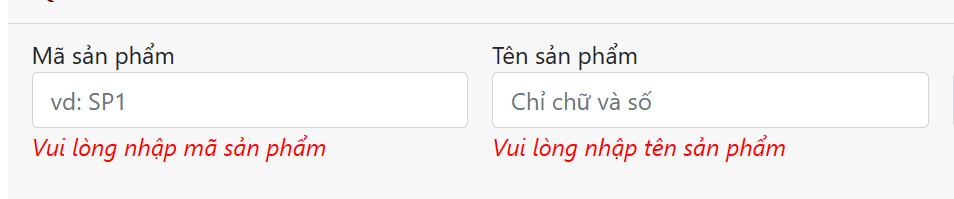 Mã sản phẩm
Tên sản phẩm
vd: SP1
Chỉ chữ và số
Vui lòng nhập mã sản phẩm
Vui lòng nhập tên sản phẩm